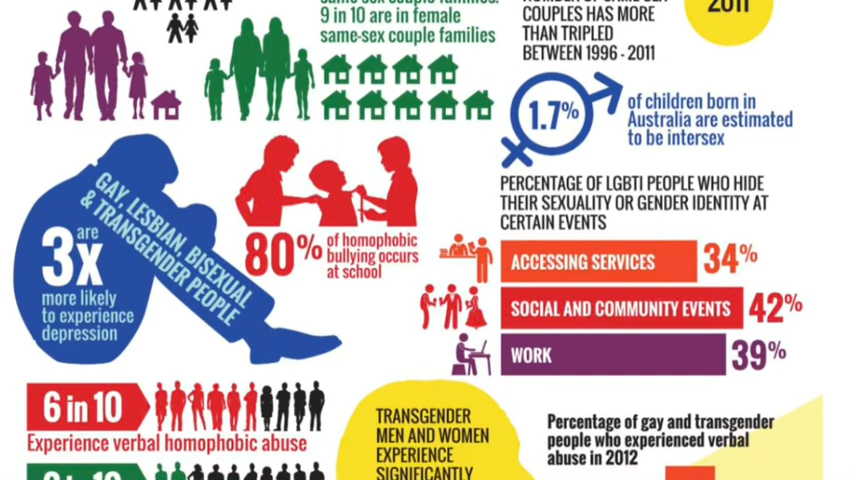 same-sex couple families.
9 in 10 are in female
same-sex couple families
COUPLES HAS MORE
THAN TRIPLED
BETWEEN 1996 - 2011
2011
1.7%
of children born in
Australia are estimated
to be intersex
GAY, LESBIAN, BISEXUAL
& TRANSGENDER PEOPLE
are
3x
more likely
to experience
depression
80% of homophobic
bullying occurs
at school
PERCENTAGE OF LGBTI PEOPLE WHO HIDE
THEIR SEXUALITY OR GENDER IDENTITY AT
CERTAIN EVENTS
ACCESSING SERVICES 34%
SOCIAL AND COMMUNITY EVENTS 42%
WORK 39%
6 in 10
Experience verbal homophobic abuse
TRANSGENDER
MEN AND WOMEN
EXPERIENCE
SIGNIFICANTLY
Percentage of gay and transgender
people who experienced verbal
abuse in 2012